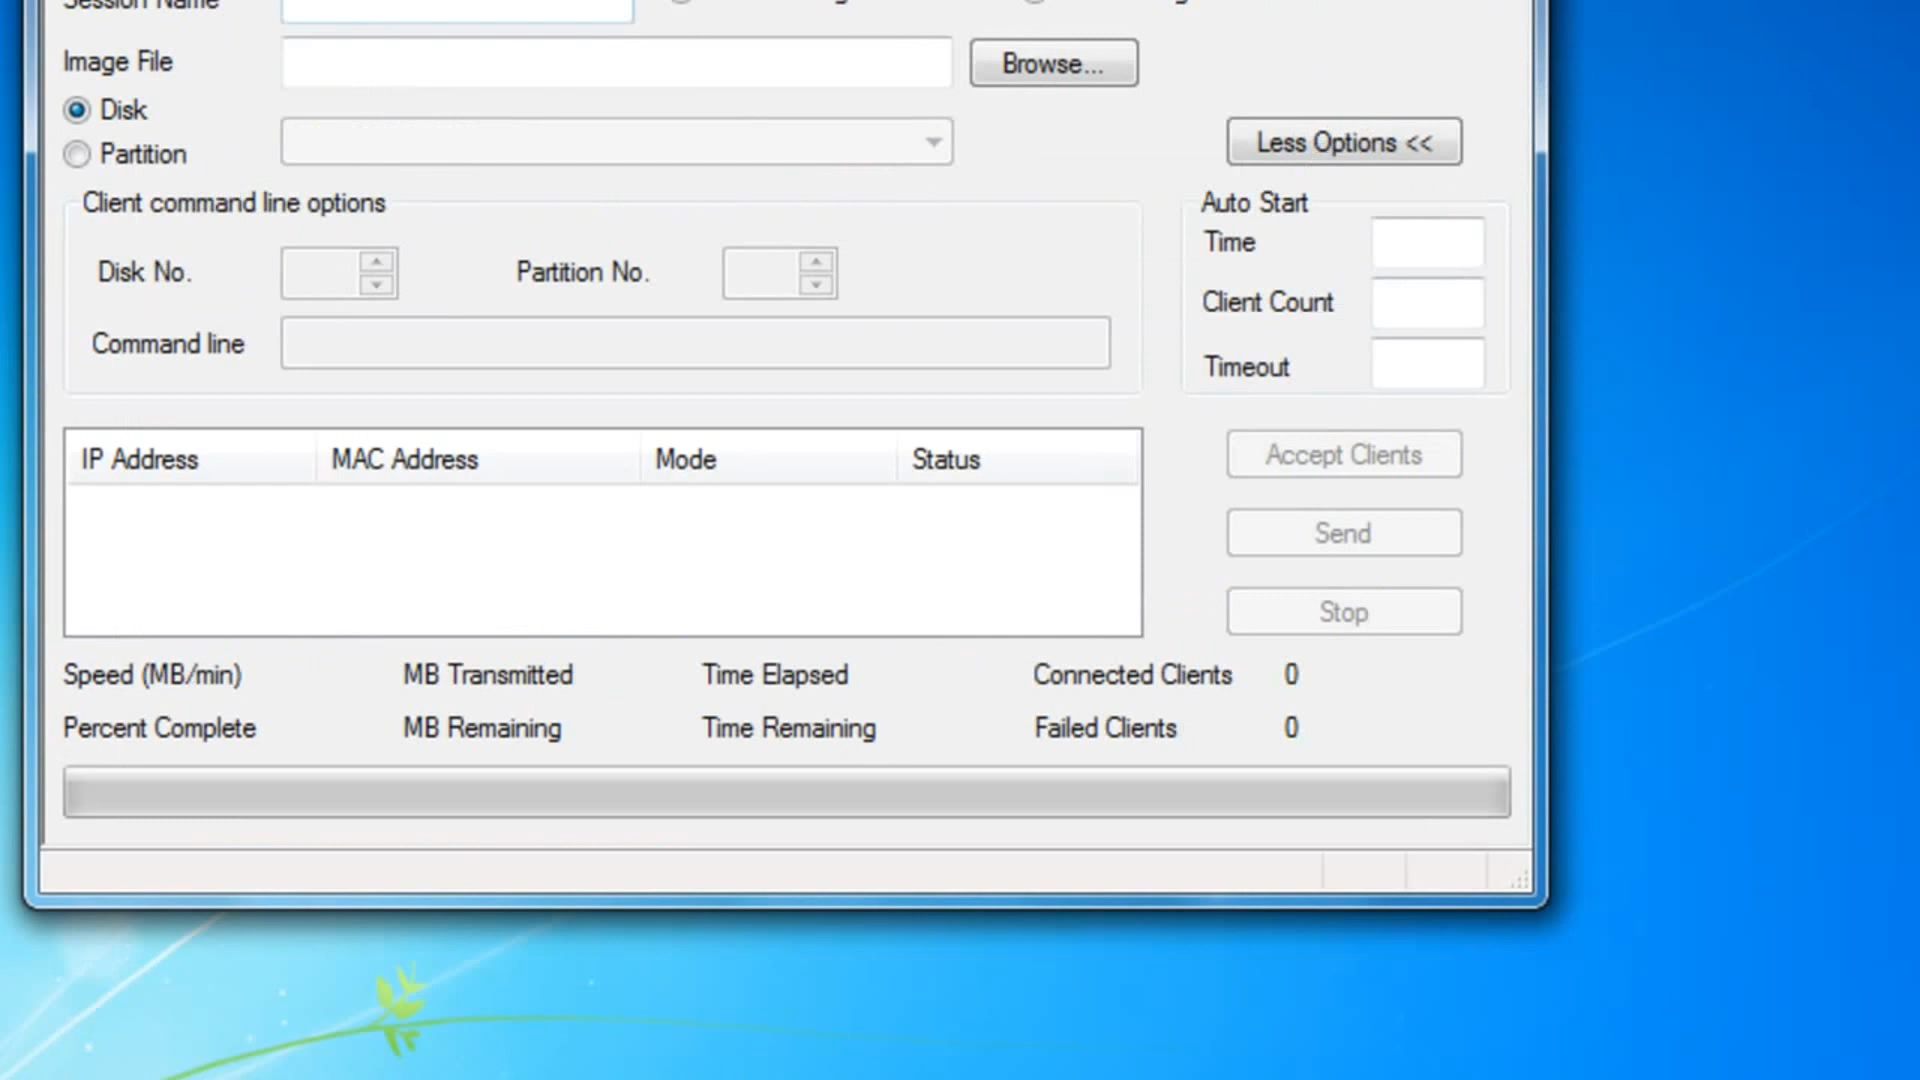 Session Name
Image File
Browse...
Disk
Partition
Less Options <<
Client command line options
Auto Start
Disk No.
Partition No.
Time
Client Count
Command line
Timeout
IP Address
MAC Address
Mode
Status
Accept Clients
Send
Stop
Speed (MB/min)
MB Transmitted
Time Elapsed
Connected Clients
0
Percent Complete
MB Remaining
Time Remaining
Failed Clients
0